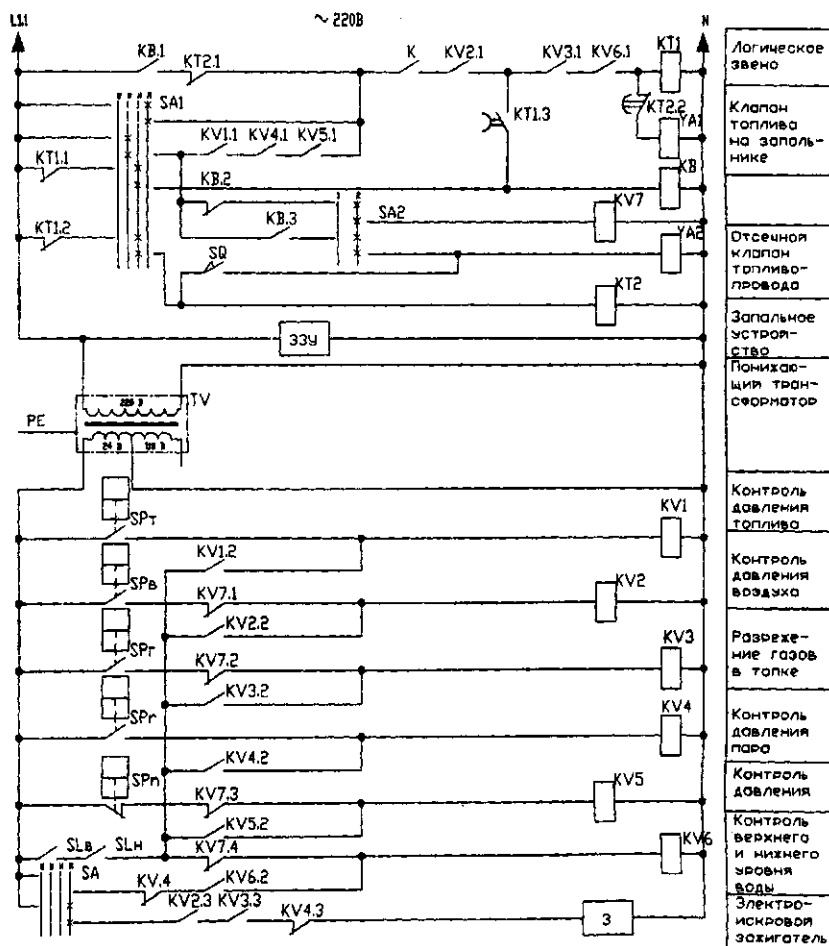 L1.1 ~220В N
KB.1 KT2.1 K KV2.1 KV3.1 KV6.1 KT1
SA1 KT1.3 KT2.2
YA1
KV1.1 KV4.1 KV5.1
KT1.1
KB.2 KB
KB.3 SA2 KV7
KT1.2 YA2
SQ
KT2
ЗЗУ
TV
PE
24 В
SPт KV1
KV1.2
SPв KV7.1 KV2
KV2.2
SPг KV7.2 KV3
KV3.2
SPг KV4
KV4.2
SPп KV7.3 KV5
KV5.2
SLв SLн KV7.4 KV6
SA
KV.4 KV6.2
KV2.3 KV3.3 KV4.3 З
Логическое
звено
Клапан
топлива
на запаль-
нике
Отсечной
клапан
топливо-
провода
Запальное
устрой-
ство
Понижаю-
щий тран-
сформатор
Контроль
давления
топлива
Контроль
давления
воздуха
Разреже-
ние газов
в топке
Контроль
давления
пара
Контроль
давления
Контроль
верхнего
и нижнего
уровня
воды
Электро-
искровой
зажигатель